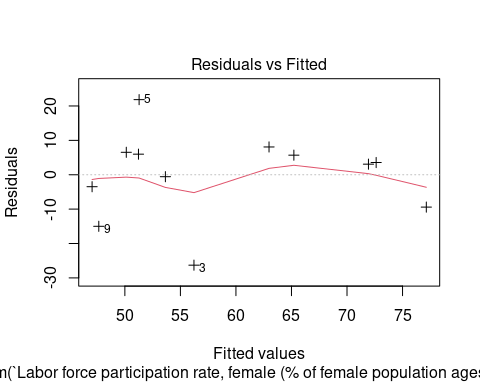 Residuals vs Fitted
Residuals
20
10
0
-10
-30
5
9
3
50 55 60 65 70 75
Fitted values
m(`Labor force participation rate, female (% of female population ages